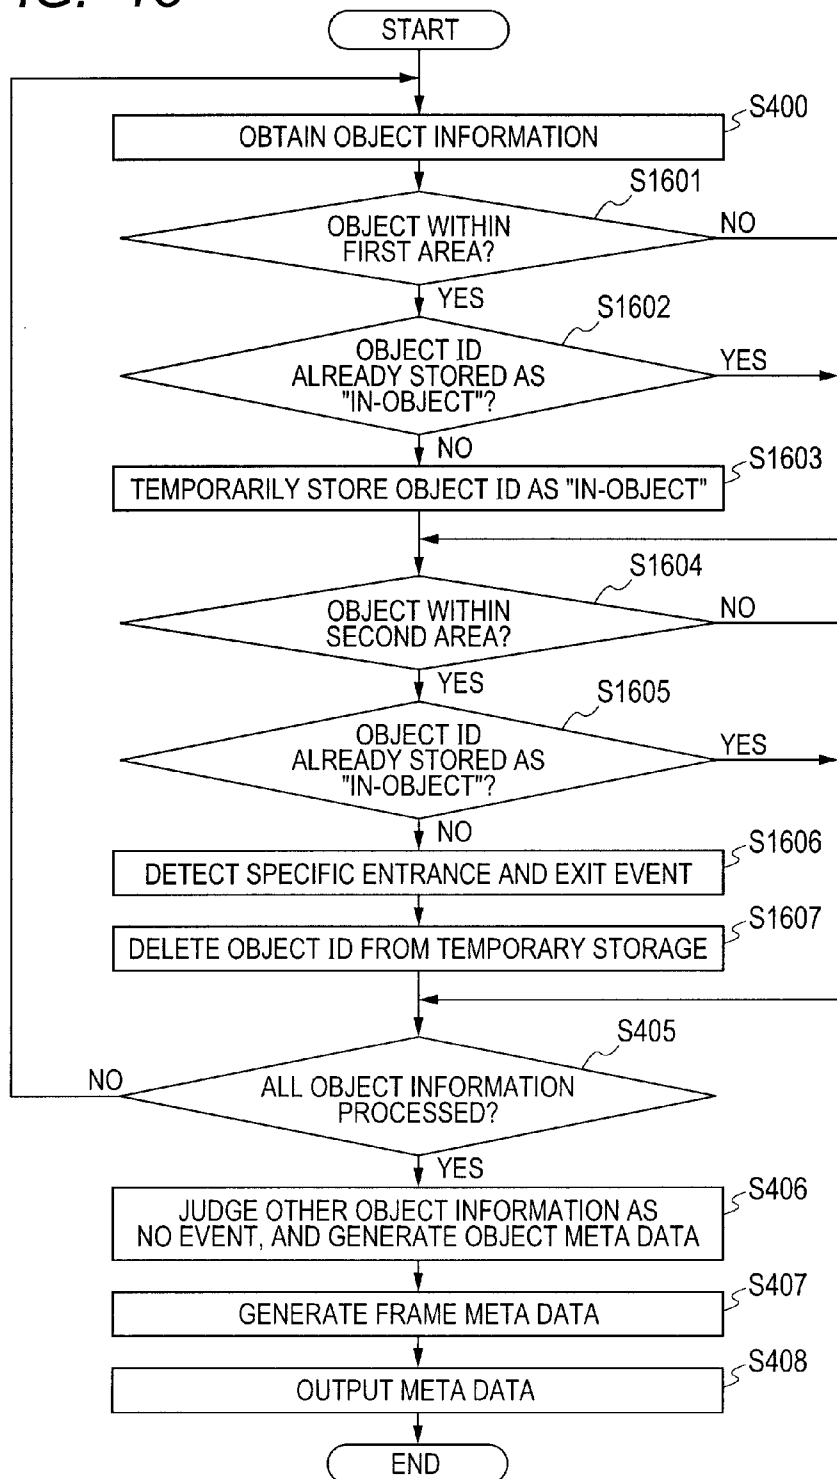 START
S400
OBTAIN OBJECT INFORMATION
S1601
OBJECT WITHIN
FIRST AREA?
NO
YES
S1602
OBJECT ID
ALREADY STORED AS
"IN-OBJECT"?
YES
NO
S1603
TEMPORARILY STORE OBJECT ID AS "IN-OBJECT"
S1604
OBJECT WITHIN
SECOND AREA?
NO
YES
S1605
OBJECT ID
ALREADY STORED AS
"IN-OBJECT"?
YES
NO
S1606
DETECT SPECIFIC ENTRANCE AND EXIT EVENT
S1607
DELETE OBJECT ID FROM TEMPORARY STORAGE
S405
NO
ALL OBJECT INFORMATION
PROCESSED?
YES
S406
JUDGE OTHER OBJECT INFORMATION AS
NO EVENT, AND GENERATE OBJECT META DATA
S407
GENERATE FRAME META DATA
S408
OUTPUT META DATA
END